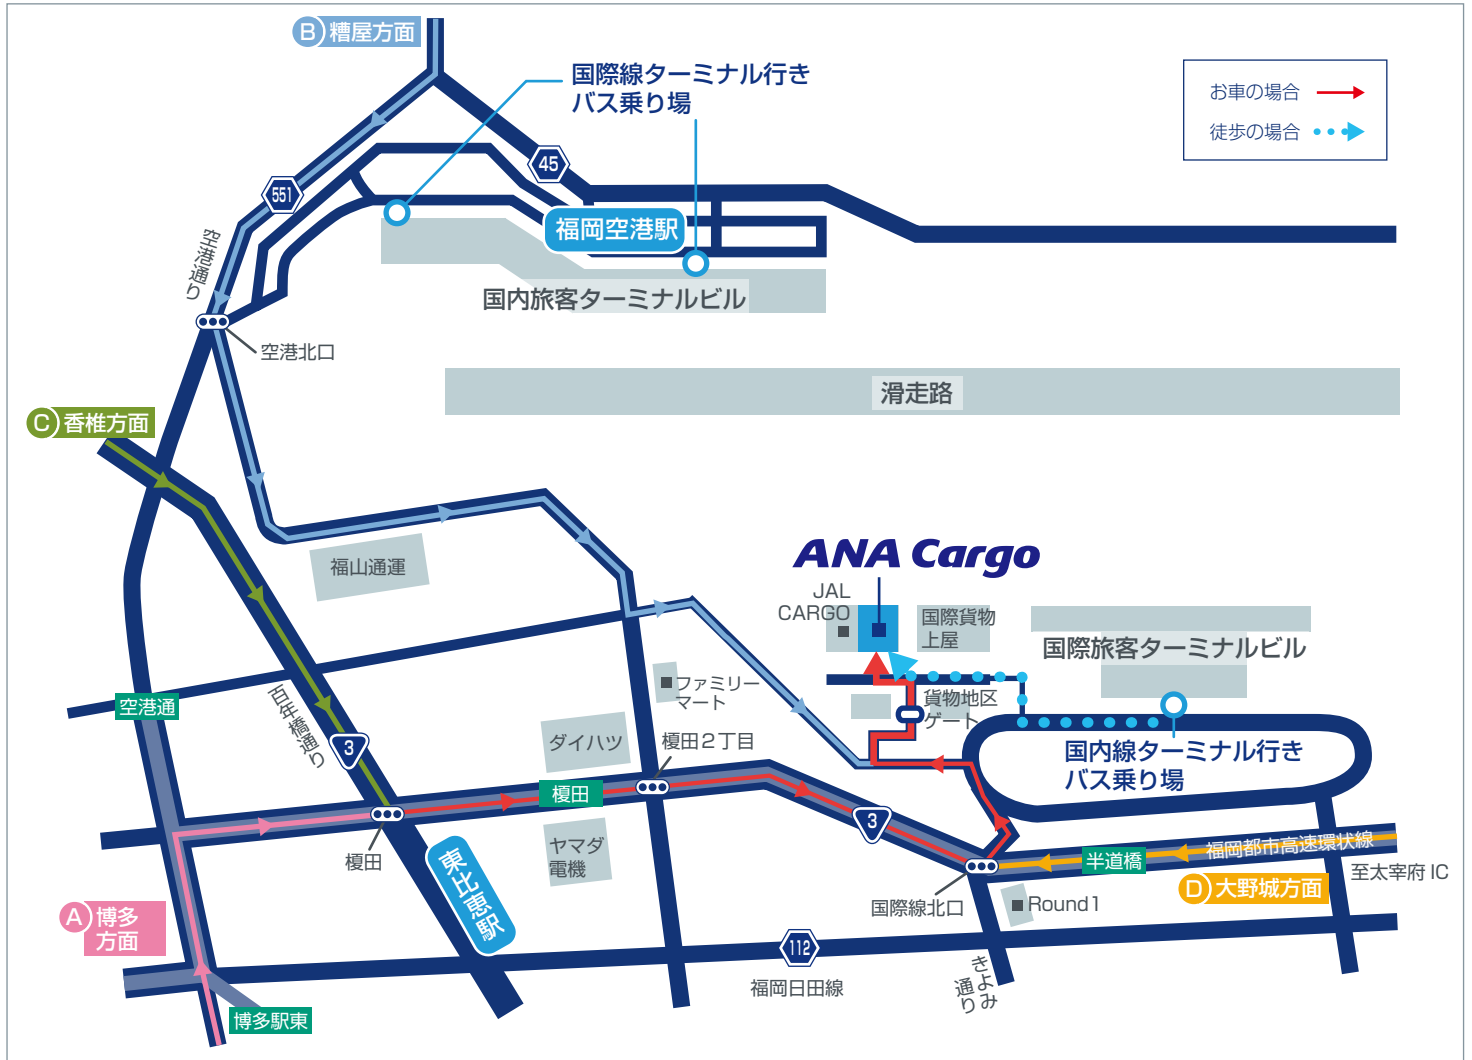 B 糟屋方面
国際線ターミナル行き
バス乗り場
お車の場合
徒歩の場合
45
551
福岡空港駅
空港通り
国内旅客ターミナルビル
空港北口
滑走路
C 香椎方面
福山通運
ANA Cargo
JAL
CARGO
国際貨物
上屋
国際旅客ターミナルビル
ファミリー
マート
貨物地区
ゲート
空港通
百年橋通り
3
ダイハツ
榎田2丁目
国内線ターミナル行き
バス乗り場
榎田
3
榎田
ヤマダ
電機
東比恵駅
福岡都市高速環状線
半道橋
至太宰府 IC
D 大野城方面
国際線北口
Round1
A 博多
方面
112
福岡日田線
きよみ
通り
博多駅東